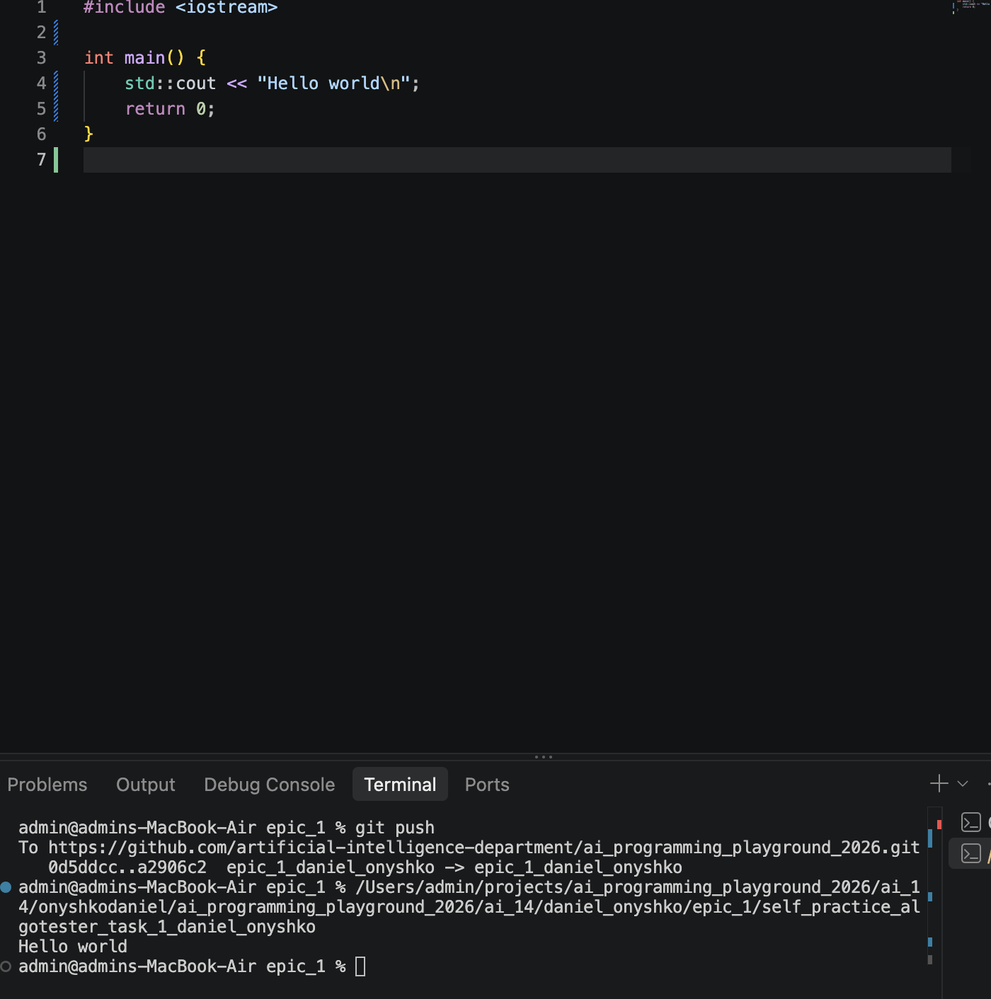 1 #include <iostream>
2
3 int main() {
4     std::cout << "Hello world\n";
5     return 0;
6 }
7
Problems Output Debug Console Terminal Ports
admin@admins-MacBook-Air epic_1 % git push
To https://github.com/artificial-intelligence-department/ai_programming_playground_2026.git
   0d5ddcc..a2906c2  epic_1_daniel_onyshko -> epic_1_daniel_onyshko
admin@admins-MacBook-Air epic_1 % /Users/admin/projects/ai_programming_playground_2026/ai_1
4/onyshkodaniel/ai_programming_playground_2026/ai_14/daniel_onyshko/epic_1/self_practice_al
gotester_task_1_daniel_onyshko
Hello world
admin@admins-MacBook-Air epic_1 %